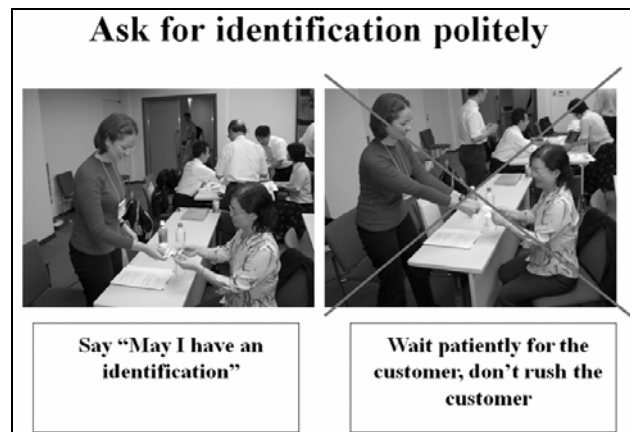 Ask for identification politely
Say “May I have an
identification”
Wait patiently for the
customer, don’t rush the
customer